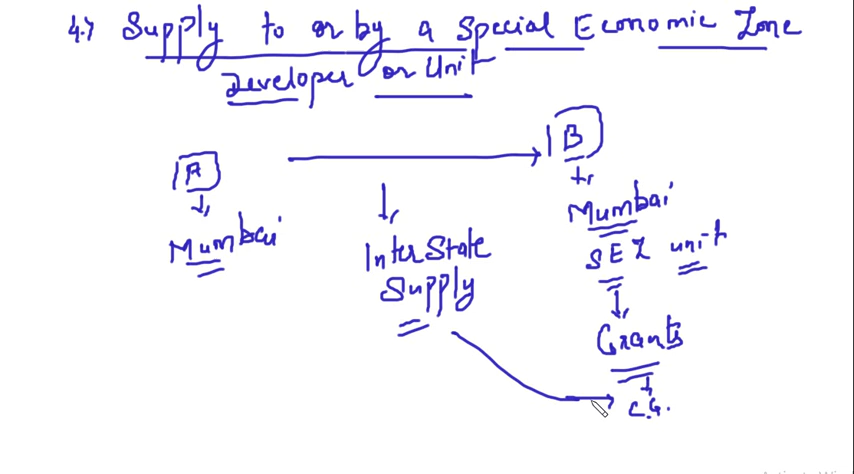 4.7 Supply to or by a Special Economic Zone
Developer or Unit
A
B
Mumbai
Mumbai
Inter State
Supply
SEZ unit
Grants
C.G.